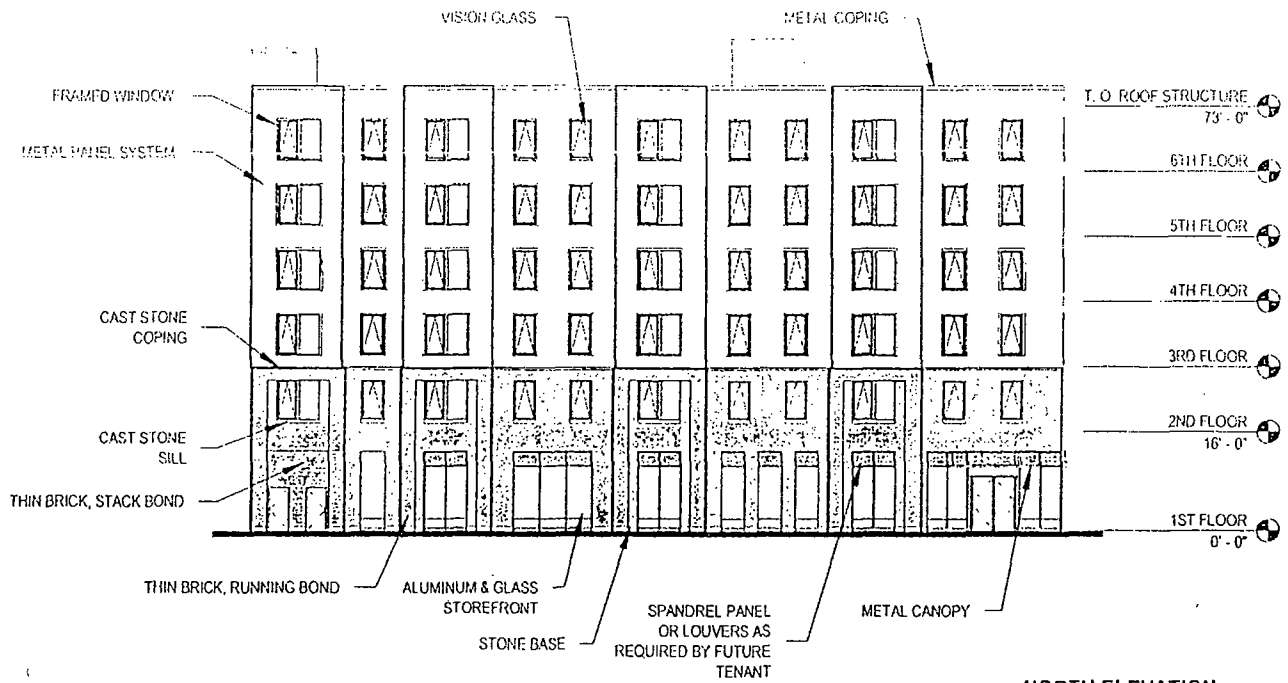 VISION GLASS
METAL COPING
FRAMED WINDOW
METAL PANEL SYSTEM
CAST STONE
COPING
CAST STONE
SILL
THIN BRICK, STACK BOND
THIN BRICK, RUNNING BOND
ALUMINUM & GLASS
STOREFRONT
STONE BASE
SPANDREL PANEL
OR LOUVERS AS
REQUIRED BY FUTURE
TENANT
METAL CANOPY
T. O. ROOF STRUCTURE
73' - 0"
6TH FLOOR
5TH FLOOR
4TH FLOOR
3RD FLOOR
2ND FLOOR
16' - 0"
1ST FLOOR
0' - 0"
NORTH ELEVATION